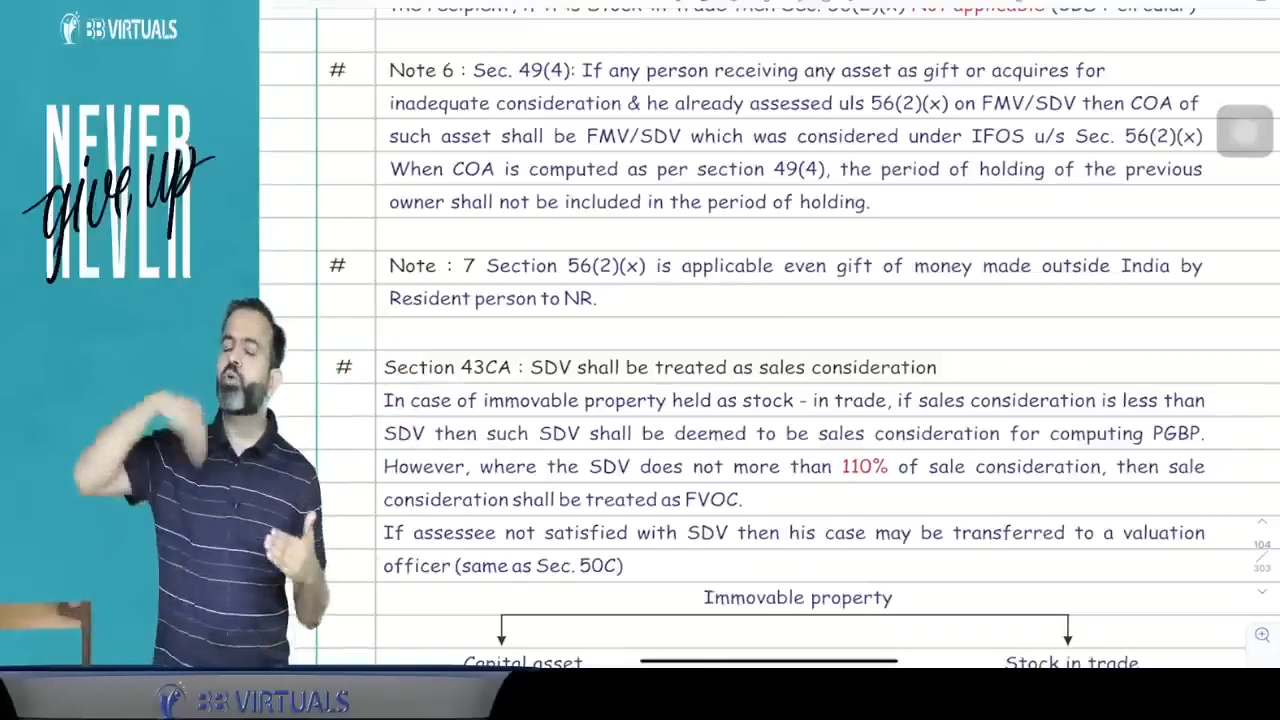 BB VIRTUALS
NEVER
give up
NEVER
Not applicable
# Note 6 : Sec. 49(4): If any person receiving any asset as gift or acquires for
inadequate consideration & he already assessed uls 56(2)(x) on FMV/SDV then COA of
such asset shall be FMV/SDV which was considered under IFOS u/s Sec. 56(2)(x)
When COA is computed as per section 49(4), the period of holding of the previous
owner shall not be included in the period of holding.
# Note : 7 Section 56(2)(x) is applicable even gift of money made outside India by
Resident person to NR.
# Section 43CA : SDV shall be treated as sales consideration
In case of immovable property held as stock - in trade, if sales consideration is less than
SDV then such SDV shall be deemed to be sales consideration for computing PGBP.
However, where the SDV does not more than 110% of sale consideration, then sale
consideration shall be treated as FVOC.
If assessee not satisfied with SDV then his case may be transferred to a valuation
officer (same as Sec. 50C)
104
303
Immovable property
Capital asset Stock in trade
BB VIRTUALS